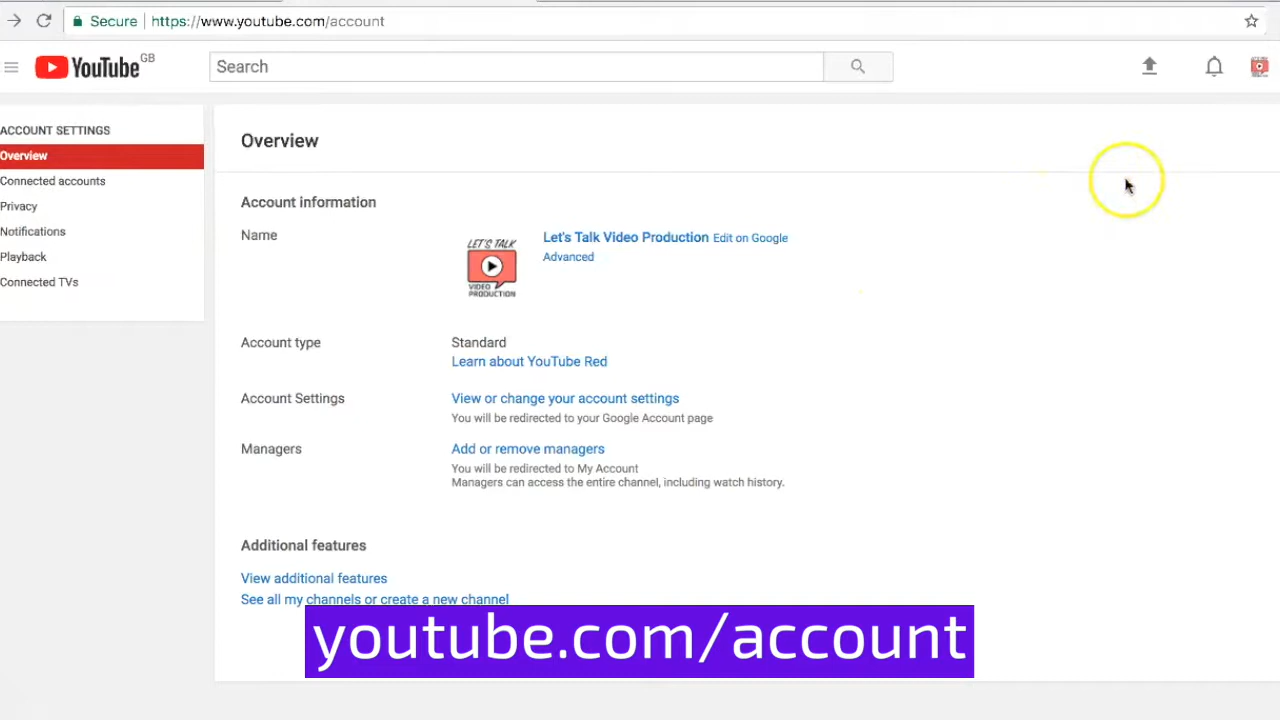 Secure https://www.youtube.com/account
YouTube GB
Search
ACCOUNT SETTINGS
Overview
Connected accounts
Privacy
Notifications
Playback
Connected TVs
Overview
Account information
Name
LET'S TALK
VIDEO
PRODUCTION
Let's Talk Video Production Edit on Google
Advanced
Account type
Standard
Learn about YouTube Red
Account Settings
View or change your account settings
You will be redirected to your Google Account page
Managers
Add or remove managers
You will be redirected to My Account
Managers can access the entire channel, including watch history.
Additional features
View additional features
See all my channels or create a new channel
youtube.com/account